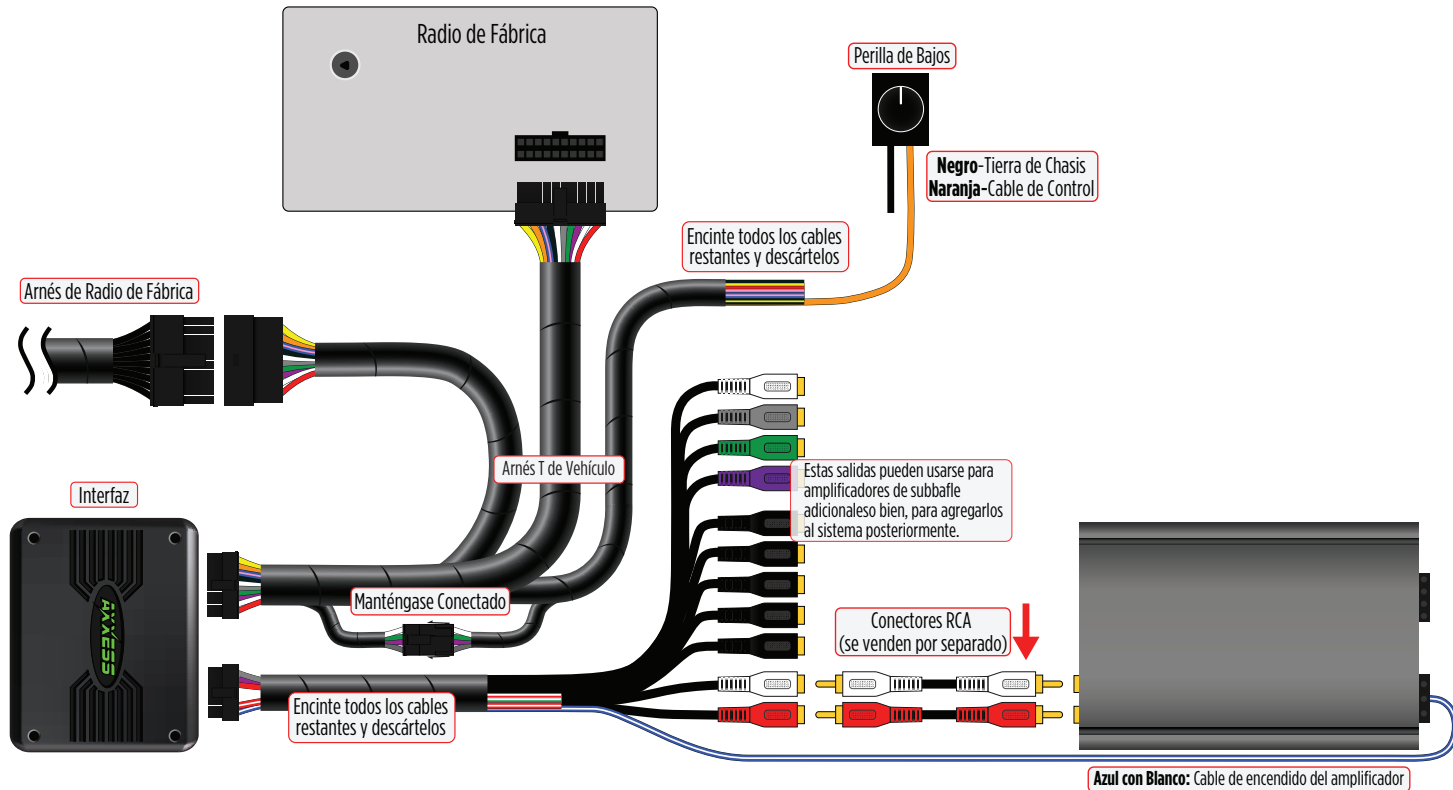 Radio de Fábrica
Perilla de Bajos
Negro-Tierra de Chasis
Naranja-Cable de Control
Encinte todos los cables
restantes y descártelos
Arnés de Radio de Fábrica
Arnés T de Vehículo
Estas salidas pueden usarse para
amplificadores de subbafle
adicionaleso bien, para agregarlos
al sistema posteriormente.
Interfaz
AXXESS
Manténgase Conectado
Conectores RCA
(se venden por separado)
Encinte todos los cables
restantes y descártelos
Azul con Blanco: Cable de encendido del amplificador